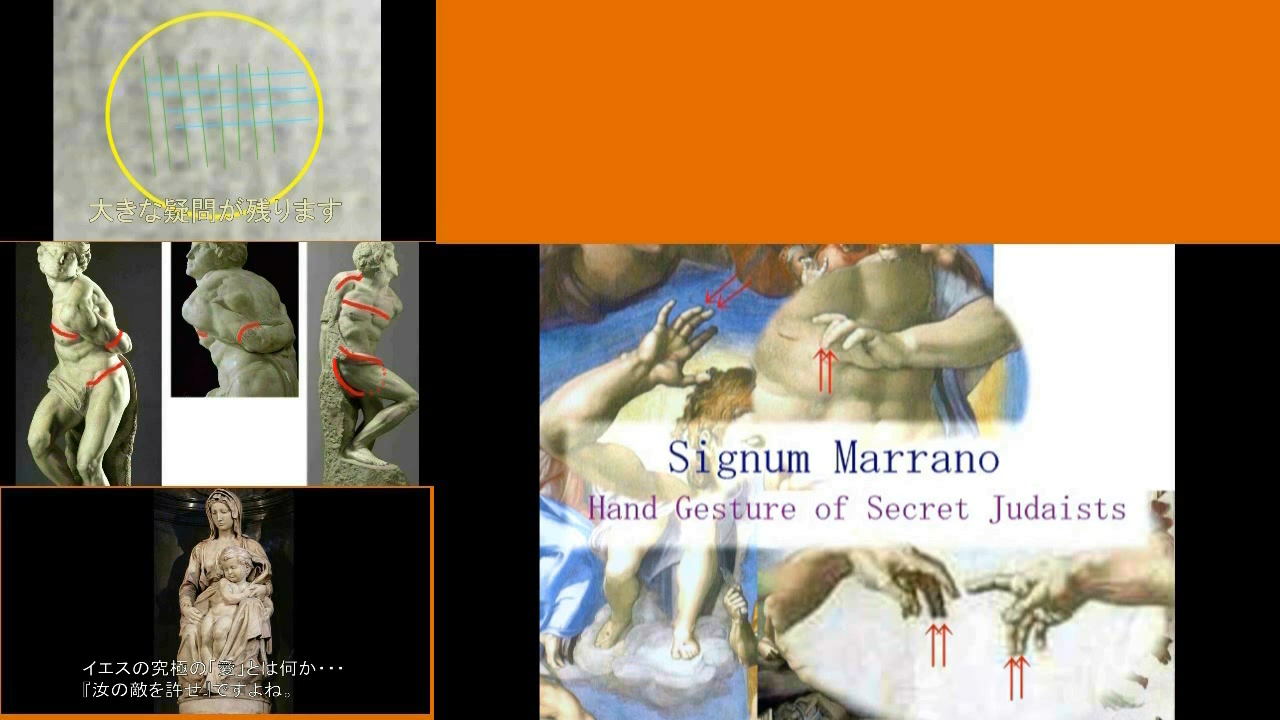 大きな疑問が残ります
Signum Marrano
Hand Gesture of Secret Judaists
イエスの究極の「愛」とは何か・・・
『汝の敵を許せ』ですよね。